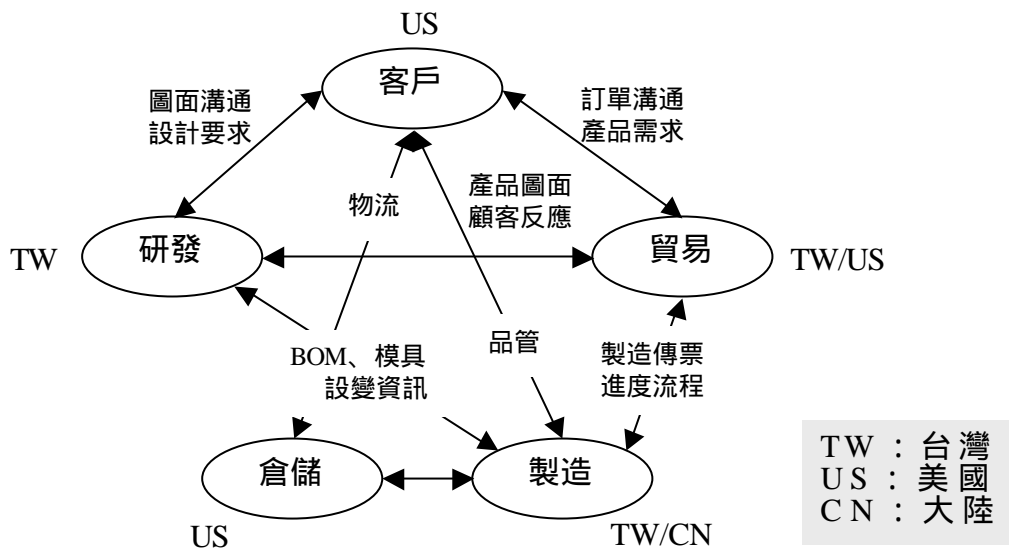 US
客戶
圖面溝通
設計要求
訂單溝通
產品需求
物流
產品圖面
顧客反應
TW
研發
貿易
TW/US
BOM、模具
設變資訊
品管
製造傳票
進度流程
倉儲
製造
US
TW/CN
TW：台灣
US：美國
CN：大陸